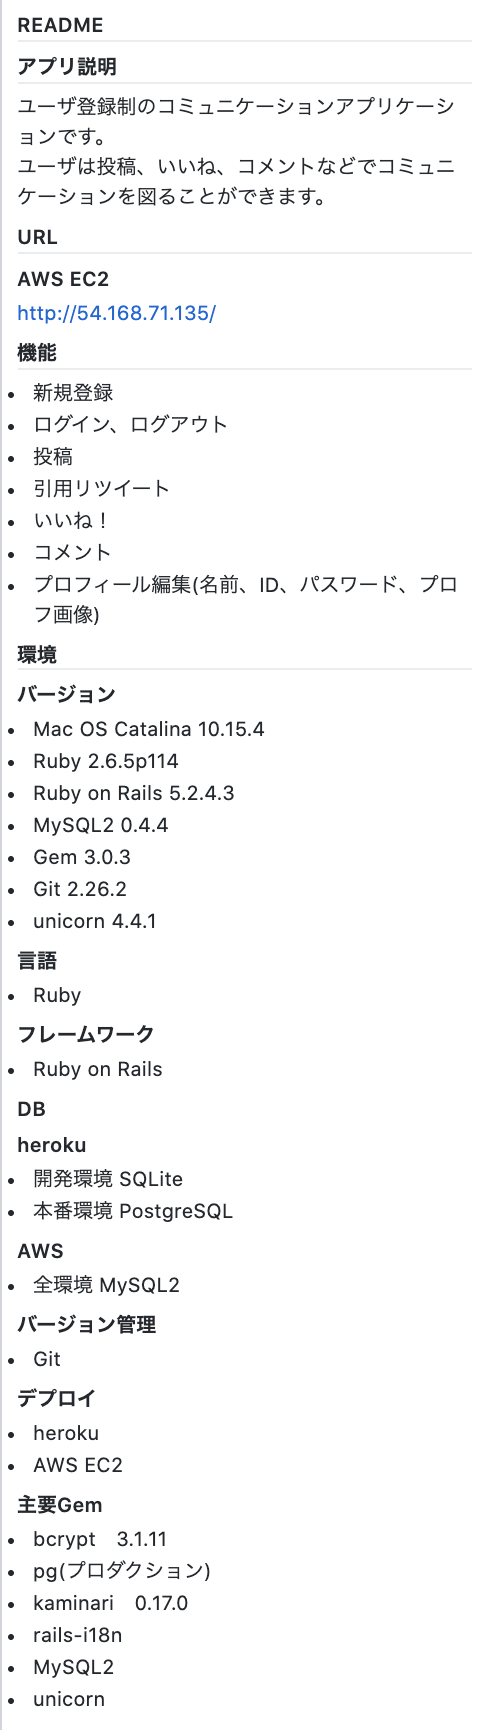 README
アプリ説明
ユーザ登録制のコミュニケーションアプリケーシ
ョンです。
ユーザは投稿、いいね、コメントなどでコミュニ
ケーションを図ることができます。
URL
AWS EC2
http://54.168.71.135/
機能
• 新規登録
• ログイン、ログアウト
• 投稿
• 引用リツイート
• いいね！
• コメント
• プロフィール編集(名前、ID、パスワード、プロ
フ画像)
環境
バージョン
• Mac OS Catalina 10.15.4
• Ruby 2.6.5p114
• Ruby on Rails 5.2.4.3
• MySQL2 0.4.4
• Gem 3.0.3
• Git 2.26.2
• unicorn 4.4.1
言語
• Ruby
フレームワーク
• Ruby on Rails
DB
heroku
• 開発環境 SQLite
• 本番環境 PostgreSQL
AWS
• 全環境 MySQL2
バージョン管理
• Git
デプロイ
• heroku
• AWS EC2
主要Gem
• bcrypt　3.1.11
• pg(プロダクション)
• kaminari　0.17.0
• rails-i18n
• MySQL2
• unicorn